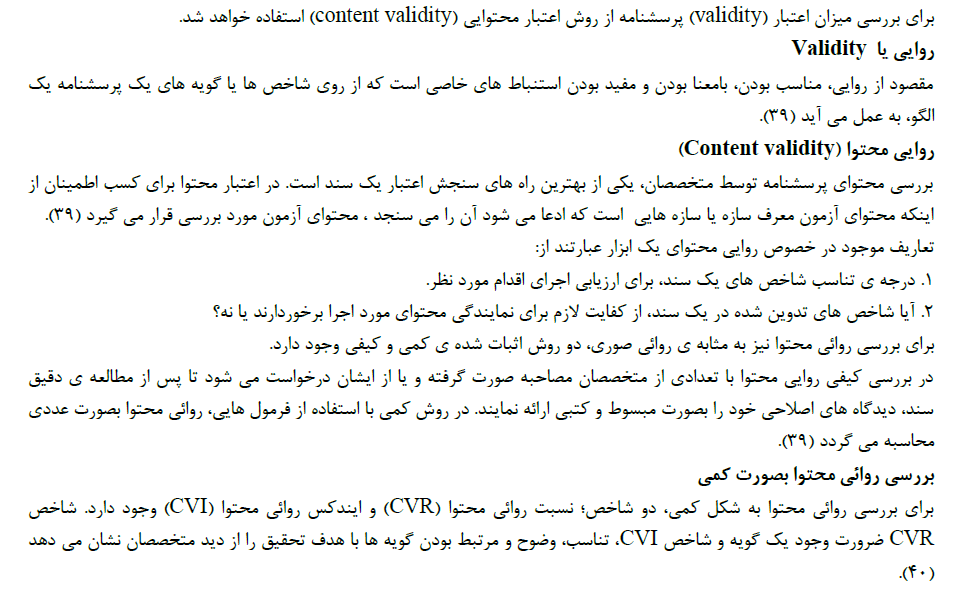 برای بررسی میزان اعتبار (validity) پرسشنامه از روش اعتبار محتوایی (content validity) استفاده خواهد شد.
روایی یا Validity
مقصود از روایی، مناسب بودن، بامعنا بودن و مفید بودن استنباط های خاصی است که از روی شاخص ها یا گویه های یک پرسشنامه یک
الگو، به عمل می آید (۳۹).
روایی محتوا (Content validity)
بررسی محتوای پرسشنامه توسط متخصصان، یکی از بهترین راه های سنجش اعتبار یک سند است. در اعتبار محتوا برای کسب اطمینان از
اینکه محتوای آزمون معرف سازه یا سازه هایی است که ادعا می شود آن را می سنجد ، محتوای آزمون مورد بررسی قرار می گیرد (۳۹).
تعاریف موجود در خصوص روایی محتوای یک ابزار عبارتند از:
۱. درجه ی تناسب شاخص های یک سند، برای ارزیابی اجرای اقدام مورد نظر.
۲. آیا شاخص های تدوین شده در یک سند، از کفایت لازم برای نمایندگی محتوای مورد اجرا برخوردارند یا نه؟
برای بررسی روائی محتوا نیز به مثابه ی روائی صوری، دو روش اثبات شده ی کمی و کیفی وجود دارد.
در بررسی کیفی روایی محتوا با تعدادی از متخصصان مصاحبه صورت گرفته و یا از ایشان درخواست می شود تا پس از مطالعه ی دقیق
سند، دیدگاه های اصلاحی خود را بصورت مبسوط و کتبی ارائه نمایند. در روش کمی با استفاده از فرمول هایی، روائی محتوا بصورت عددی
محاسبه می گردد (۳۹).
بررسی روائی محتوا بصورت کمی
برای بررسی روائی محتوا به شکل کمی، دو شاخص؛ نسبت روائی محتوا (CVR) و ایندکس روائی محتوا (CVI) وجود دارد. شاخص
CVR ضرورت وجود یک گویه و شاخص CVI، تناسب، وضوح و مرتبط بودن گویه ها با هدف تحقیق را از دید متخصصان نشان می دهد
(۴۰).